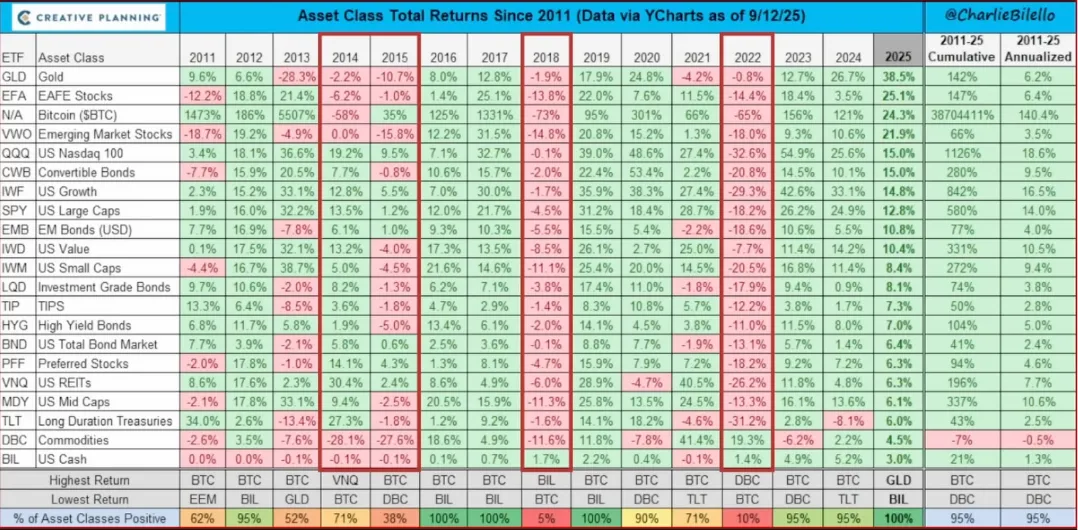 CREATIVE PLANNING®
Asset Class Total Returns Since 2011 (Data via YCharts as of 9/12/25)
@CharlieBilello
ETF Asset Class 2011 2012 2013 2014 2015 2016 2017 2018 2019 2020 2021 2022 2023 2024 2025 2011-25 Cumulative 2011-25 Annualized
GLD Gold 9.6% 6.6% -28.3% -2.2% -10.7% 8.0% 12.8% -1.9% 17.9% 24.8% -4.2% -0.8% 12.7% 26.7% 38.5% 142% 6.2%
EFA EAFE Stocks -12.2% 18.8% 21.4% -6.2% -1.0% 1.4% 25.1% -13.8% 22.0% 7.6% 11.5% -14.4% 18.4% 3.5% 25.1% 147% 6.4%
N/A Bitcoin ($BTC) 1473% 186% 5507% -58% 35% 125% 1331% -73% 95% 301% 66% -65% 156% 121% 24.3% 38704411% 140.4%
VWO Emerging Market Stocks -18.7% 19.2% -4.9% 0.0% -15.8% 12.2% 31.5% -14.8% 20.8% 15.2% 1.3% -18.0% 9.3% 10.6% 21.9% 66% 3.5%
QQQ US Nasdaq 100 3.4% 18.1% 36.6% 19.2% 9.5% 7.1% 32.7% -0.1% 39.0% 48.6% 27.4% -32.6% 54.9% 25.6% 15.0% 1126% 18.6%
CWB Convertible Bonds -7.7% 15.9% 20.5% 7.7% -0.8% 10.6% 15.7% -2.0% 22.4% 53.4% 2.2% -20.8% 14.5% 10.1% 15.0% 280% 9.5%
IWF US Growth 2.3% 15.2% 33.1% 12.8% 5.5% 7.0% 30.0% -1.7% 35.9% 38.3% 27.4% -29.3% 42.6% 33.1% 14.8% 842% 16.5%
SPY US Large Caps 1.9% 16.0% 32.2% 13.5% 1.2% 12.0% 21.7% -4.5% 31.2% 18.4% 28.7% -18.2% 26.2% 24.9% 12.8% 580% 14.0%
EMB EM Bonds (USD) 7.7% 16.9% -7.8% 6.1% 1.0% 9.3% 10.3% -5.5% 15.5% 5.4% -2.2% -18.6% 10.6% 5.5% 10.8% 77% 4.0%
IWD US Value 0.1% 17.5% 32.1% 13.2% -4.0% 17.3% 13.5% -8.5% 26.1% 2.7% 25.0% -7.7% 11.4% 14.2% 10.4% 331% 10.5%
IWM US Small Caps -4.4% 16.7% 38.7% 5.0% -4.5% 21.6% 14.6% -11.1% 25.4% 20.0% 14.5% -20.5% 16.8% 11.4% 8.4% 272% 9.4%
LQD Investment Grade Bonds 9.7% 10.6% -2.0% 8.2% -1.3% 6.2% 7.1% -3.8% 17.4% 11.0% -1.8% -17.9% 9.4% 0.9% 8.1% 74% 3.8%
TIP TIPS 13.3% 6.4% -8.5% 3.6% -1.8% 4.7% 2.9% -1.4% 8.3% 10.8% 5.7% -12.2% 3.8% 1.7% 7.3% 50% 2.8%
HYG High Yield Bonds 6.8% 11.7% 5.8% 1.9% -5.0% 13.4% 6.1% -2.0% 14.1% 4.5% 3.8% -11.0% 11.5% 8.0% 7.0% 104% 5.0%
BND US Total Bond Market 7.7% 3.9% -2.1% 5.8% 0.6% 2.5% 3.6% -0.1% 8.8% 7.7% -1.9% -13.1% 5.7% 1.4% 6.4% 41% 2.4%
PFF Preferred Stocks -2.0% 17.8% -1.0% 14.1% 4.3% 1.3% 8.1% -4.7% 15.9% 7.9% 7.2% -18.2% 9.2% 7.2% 6.3% 94% 4.6%
VNQ US REITs 8.6% 17.6% 2.3% 30.4% 2.4% 8.6% 4.9% -6.0% 28.9% -4.7% 40.5% -26.2% 11.8% 4.8% 6.3% 196% 7.7%
MDY US Mid Caps -2.1% 17.8% 33.1% 9.4% -2.5% 20.5% 15.9% -11.3% 25.8% 13.5% 24.5% -13.3% 16.1% 13.6% 6.1% 337% 10.6%
TLT Long Duration Treasuries 34.0% 2.6% -13.4% 27.3% -1.8% 1.2% 9.2% -1.6% 14.1% 18.2% -4.6% -31.2% 2.8% -8.1% 6.0% 43% 2.5%
DBC Commodities -2.6% 3.5% -7.6% -28.1% -27.6% 18.6% 4.9% -11.6% 11.8% -7.8% 41.4% 19.3% -6.2% 2.2% 4.5% -7% -0.5%
BIL US Cash 0.0% 0.0% -0.1% -0.1% -0.1% 0.1% 0.7% 1.7% 2.2% 0.4% -0.1% 1.4% 4.9% 5.2% 3.0% 21% 1.3%
Highest Return BTC BTC BTC VNQ BTC BTC BTC BIL BTC BTC BTC DBC BTC BTC GLD BTC BTC
Lowest Return EEM BIL GLD BTC DBC BIL BIL BTC BIL DBC TLT BTC DBC TLT BIL DBC DBC
% of Asset Classes Positive 62% 95% 52% 71% 38% 100% 100% 5% 100% 90% 71% 10% 95% 95% 100% 95% 95%